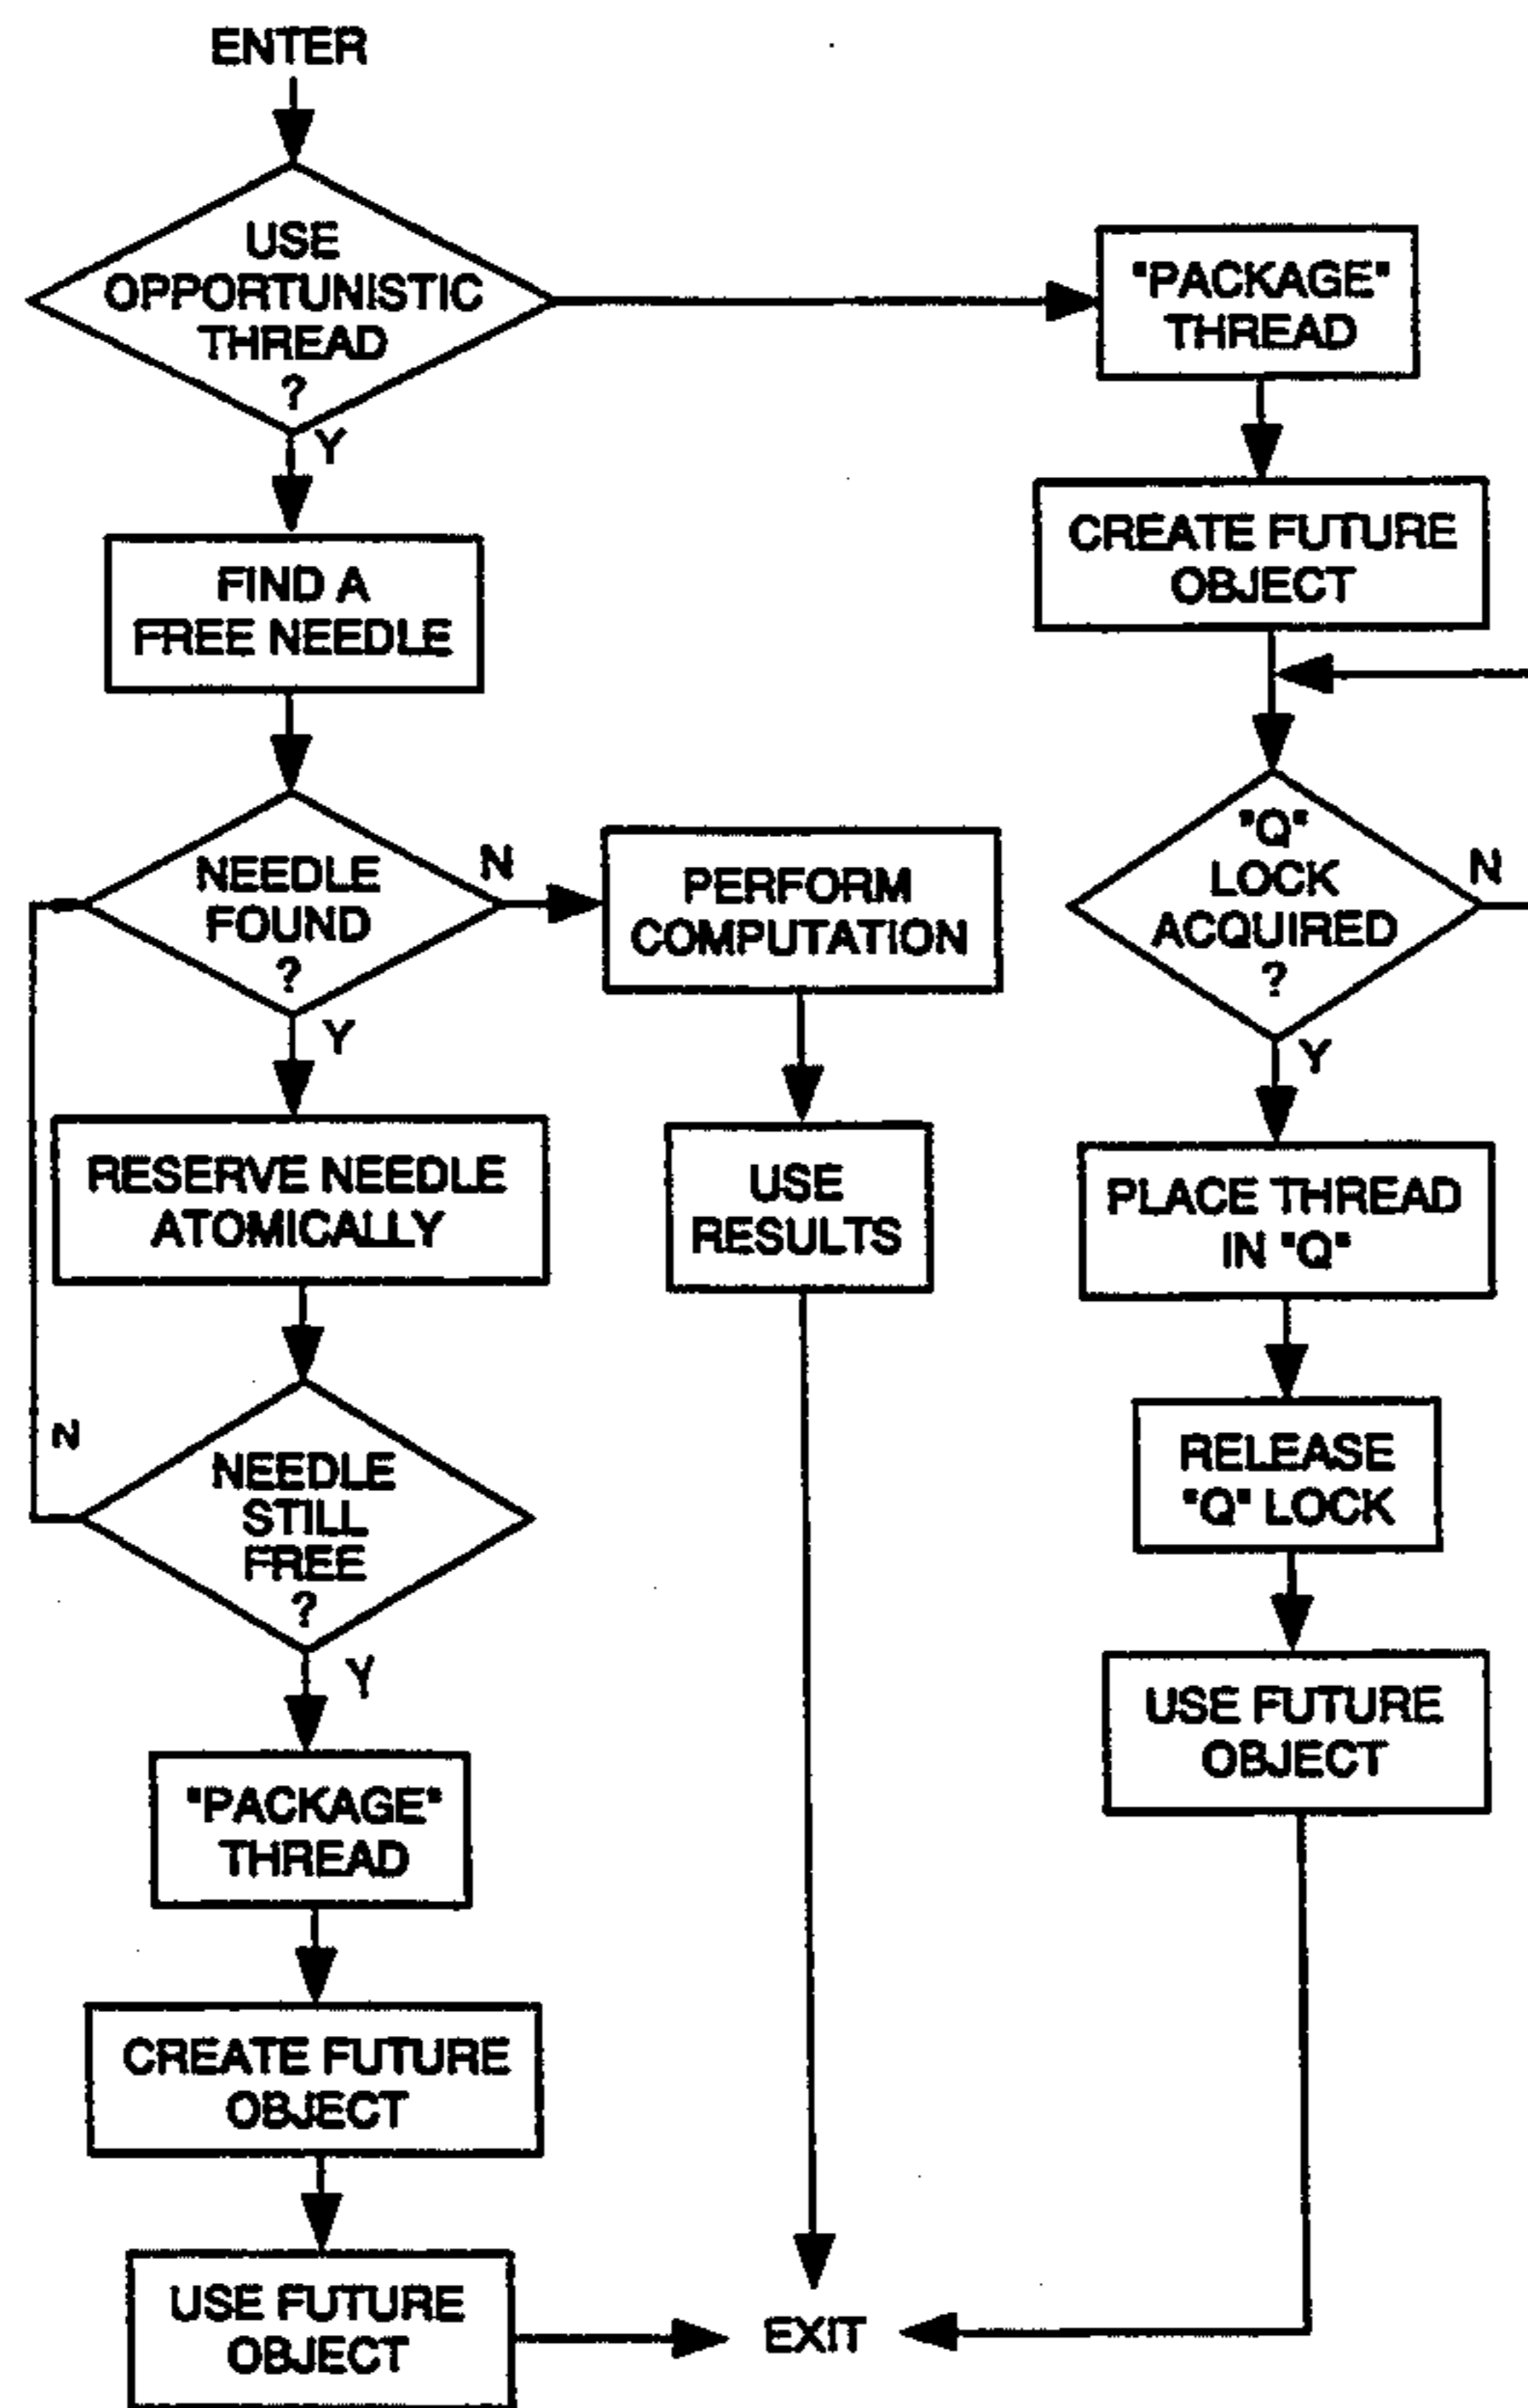 ENTER
USE
OPPORTUNISTIC
THREAD
?
Y
FIND A
FREE NEEDLE
NEEDLE
FOUND
?
N
Y
PERFORM
COMPUTATION
USE
RESULTS
RESERVE NEEDLE
ATOMICALLY
NEEDLE
STILL
FREE
?
N
Y
"PACKAGE"
THREAD
CREATE FUTURE
OBJECT
USE FUTURE
OBJECT
"PACKAGE"
THREAD
CREATE FUTURE
OBJECT
"Q"
LOCK
ACQUIRED
?
N
Y
PLACE THREAD
IN "Q"
RELEASE
"Q" LOCK
USE FUTURE
OBJECT
EXIT